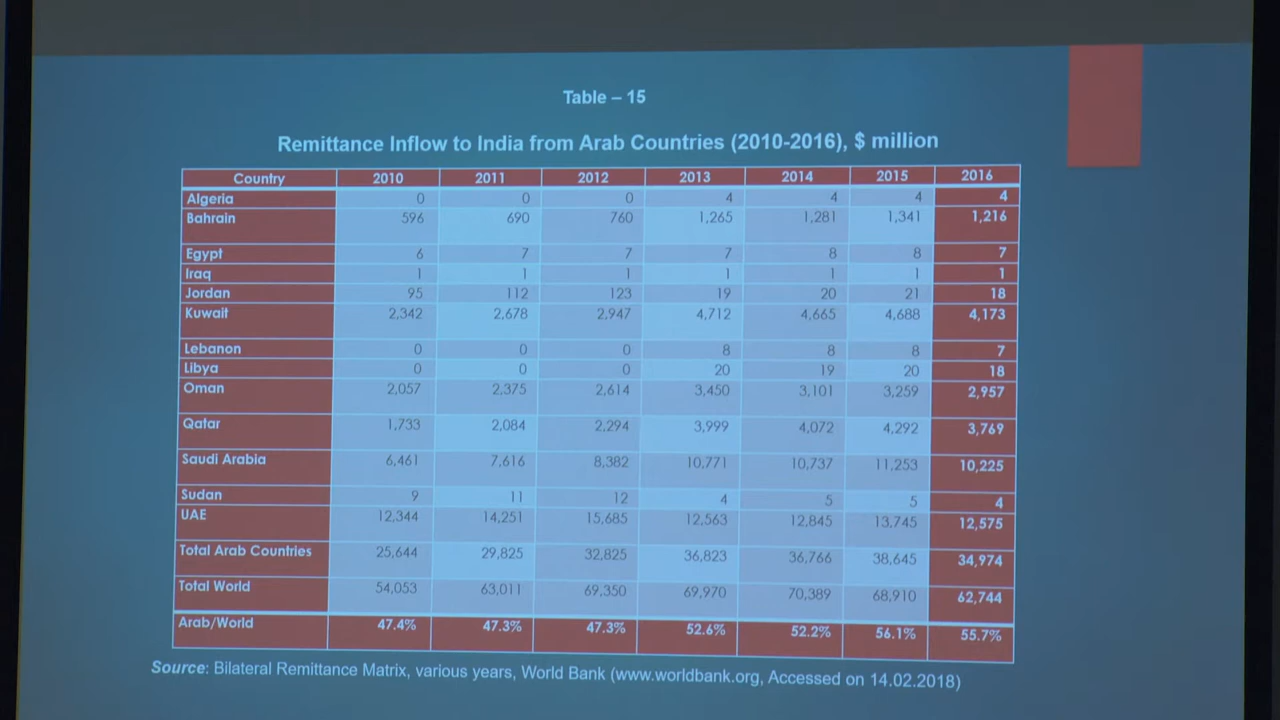 Table – 15
Remittance Inflow to India from Arab Countries (2010-2016), $ million
Country 2010 2011 2012 2013 2014 2015 2016
Algeria 0 0 0 4 4 4 4
Bahrain 596 690 760 1,265 1,281 1,341 1,216
Egypt 6 7 7 7 8 8 7
Iraq 1 1 1 1 1 1 1
Jordan 95 112 123 19 20 21 18
Kuwait 2,342 2,678 2,947 4,712 4,665 4,688 4,173
Lebanon 0 0 0 8 8 8 7
Libya 0 0 0 20 19 20 18
Oman 2,057 2,375 2,614 3,450 3,101 3,259 2,957
Qatar 1,733 2,084 2,294 3,999 4,072 4,292 3,769
Saudi Arabia 6,461 7,616 8,382 10,771 10,737 11,253 10,225
Sudan 9 11 12 4 5 5 4
UAE 12,344 14,251 15,685 12,563 12,845 13,745 12,575
Total Arab Countries 25,644 29,825 32,825 36,823 36,766 38,645 34,974
Total World 54,053 63,011 69,350 69,970 70,389 68,910 62,744
Arab/World 47.4% 47.3% 47.3% 52.6% 52.2% 56.1% 55.7%
Source: Bilateral Remittance Matrix, various years, World Bank (www.worldbank.org, Accessed on 14.02.2018)